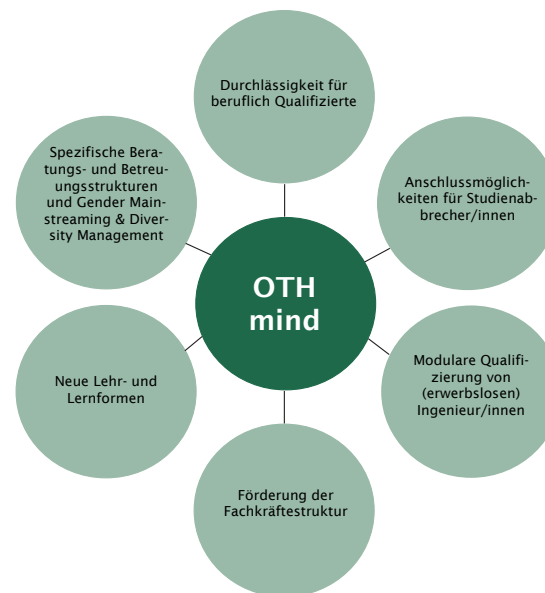 Durchlässigkeit für
beruflich Qualifizierte
Spezifische Bera-
tungs- und Betreu-
ungsstrukturen
und Gender Main-
streaming & Diver-
sity Management
Anschlussmöglich-
keiten für Studienab-
brecher/innen
OTH
mind
Neue Lehr- und
Lernformen
Modulare Qualifi-
zierung von
(erwerbslosen)
Ingenieur/innen
Förderung der
Fachkräftestruktur